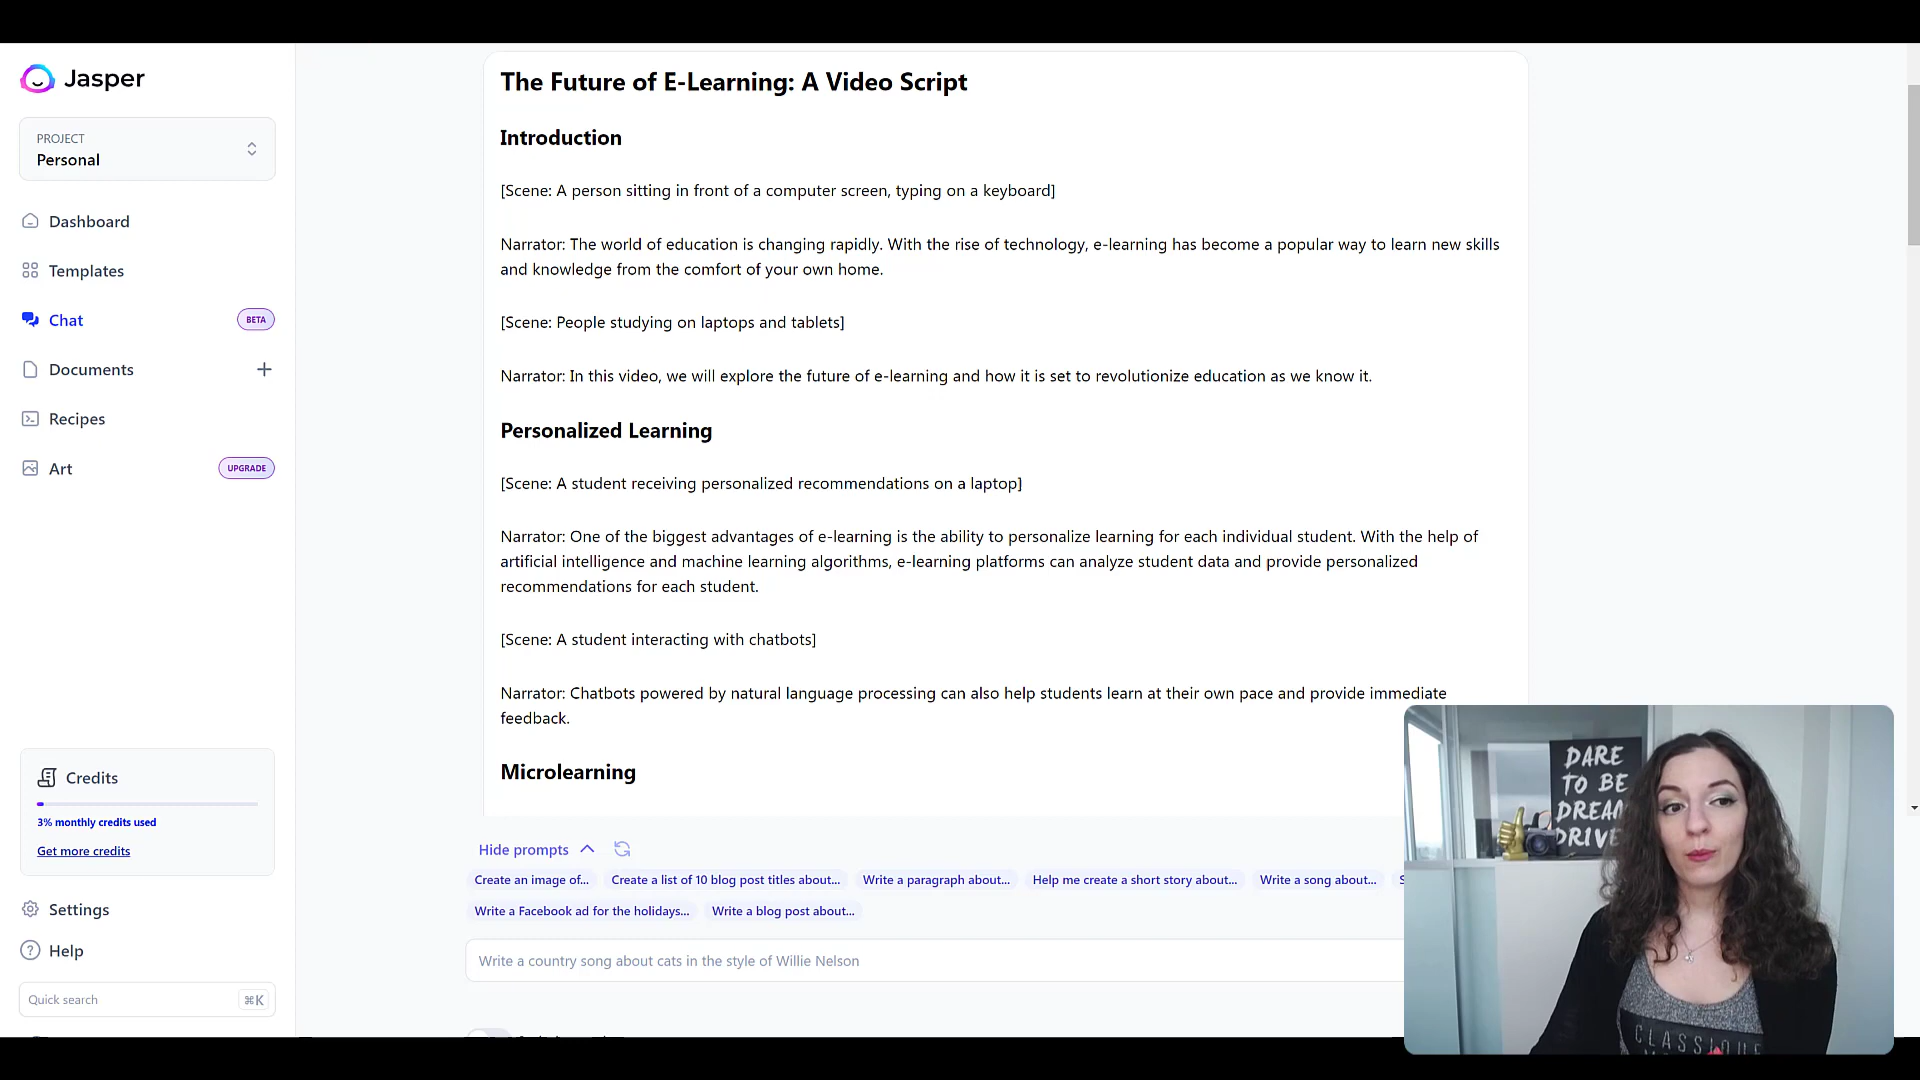 Jasper
PROJECT
Personal
Dashboard
Templates
Chat
BETA
Documents
Recipes
Art
UPGRADE
Credits
3% monthly credits used
Get more credits
Settings
Help
Quick search
⌘K
The Future of E-Learning: A Video Script
Introduction
[Scene: A person sitting in front of a computer screen, typing on a keyboard]
Narrator: The world of education is changing rapidly. With the rise of technology, e-learning has become a popular way to learn new skills
and knowledge from the comfort of your own home.
[Scene: People studying on laptops and tablets]
Narrator: In this video, we will explore the future of e-learning and how it is set to revolutionize education as we know it.
Personalized Learning
[Scene: A student receiving personalized recommendations on a laptop]
Narrator: One of the biggest advantages of e-learning is the ability to personalize learning for each individual student. With the help of
artificial intelligence and machine learning algorithms, e-learning platforms can analyze student data and provide personalized
recommendations for each student.
[Scene: A student interacting with chatbots]
Narrator: Chatbots powered by natural language processing can also help students learn at their own pace and provide immediate
feedback.
Microlearning
Hide prompts
Create an image of...
Create a list of 10 blog post titles about...
Write a paragraph about...
Help me create a short story about...
Write a song about...
S
Write a Facebook ad for the holidays...
Write a blog post about...
Write a country song about cats in the style of Willie Nelson
DARE
TO BE
DREAM
DRIVE